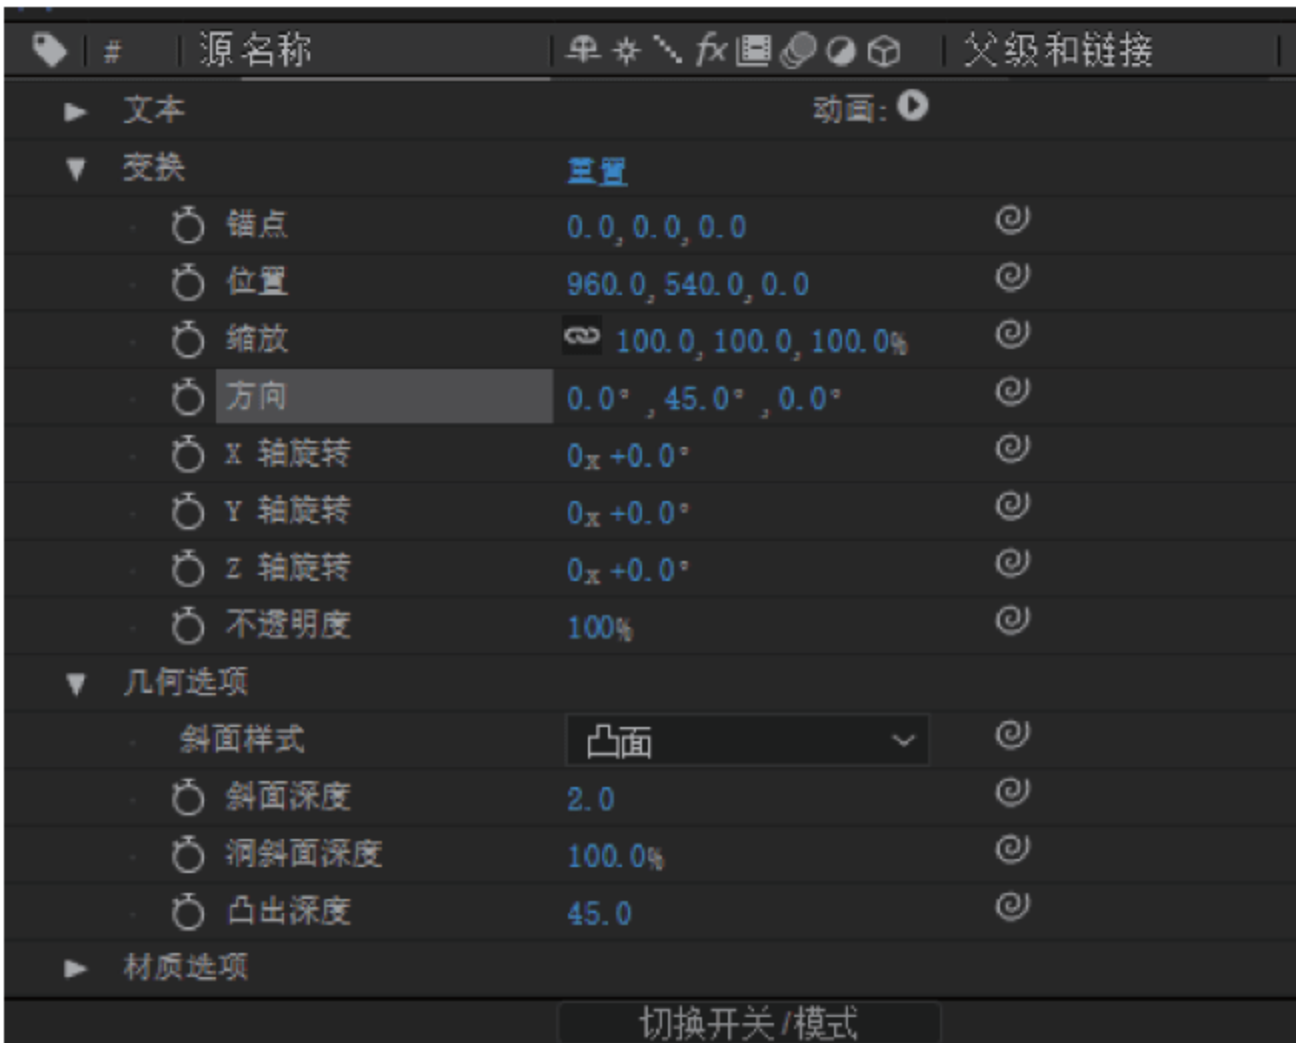 # 源名称 fx 父级和链接
文本 动画:
变换 重置
锚点 0.0, 0.0, 0.0
位置 960.0, 540.0, 0.0
缩放 100.0, 100.0, 100.0%
方向 0.0°, 45.0°, 0.0°
X 轴旋转 0x +0.0°
Y 轴旋转 0x +0.0°
Z 轴旋转 0x +0.0°
不透明度 100%
几何选项
斜面样式 凸面
斜面深度 2.0
洞斜面深度 100.0%
凸出深度 45.0
材质选项
切换开关/模式